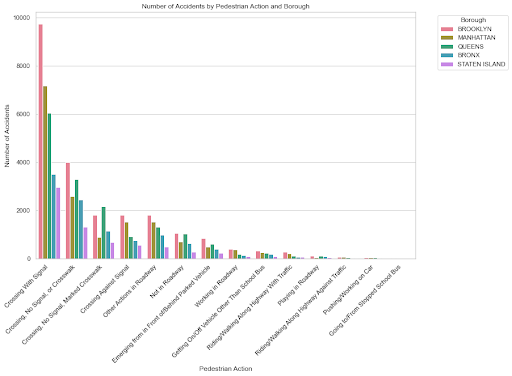 Number of Accidents by Pedestrian Action and Borough
Borough
BROOKLYN
MANHATTAN
QUEENS
BRONX
STATEN ISLAND
10000
8000
6000
4000
2000
0
Number of Accidents
Crossing With Signal
Crossing, No Signal, or Crosswalk
Crossing, No Signal, Marked Crosswalk
Crossing Against Signal
Other Actions in Roadway
Not in Roadway
Emerging from in Front of/Behind Parked Vehicle
Working in Roadway
Getting On/Off Vehicle Other Than School Bus
Riding/Walking Along Highway With Traffic
Playing in Roadway
Riding/Walking Along Highway Against Traffic
Pushing/Working on Car
Going to/From Stopped School Bus
Pedestrian Action